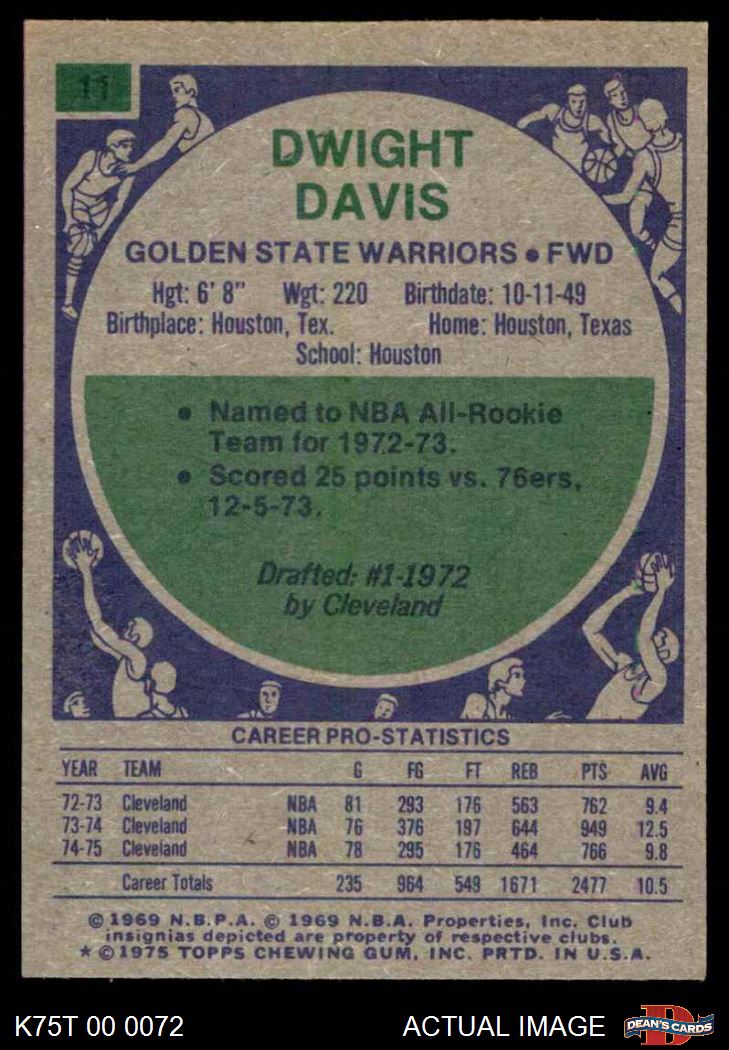 11
DWIGHT
DAVIS
GOLDEN STATE WARRIORS • FWD
Hgt: 6' 8" Wgt: 220 Birthdate: 10-11-49
Birthplace: Houston, Tex. Home: Houston, Texas
School: Houston
• Named to NBA All-Rookie
Team for 1972-73.
• Scored 25 points vs. 76ers,
12-5-73.
Drafted: #1-1972
by Cleveland
CAREER PRO-STATISTICS
YEAR TEAM G FG FT REB PTS AVG
72-73 Cleveland NBA 81 293 176 563 762 9.4
73-74 Cleveland NBA 76 376 197 644 949 12.5
74-75 Cleveland NBA 78 295 176 464 766 9.8
Career Totals 235 964 549 1671 2477 10.5
© 1969 N.B.P.A. © 1969 N.B.A. Properties, Inc. Club
insignias depicted are property of respective clubs.
* © 1975 TOPPS CHEWING GUM, INC. PRTD. IN U.S.A.
K75T 00 0072 ACTUAL IMAGE DEAN'S CARDS